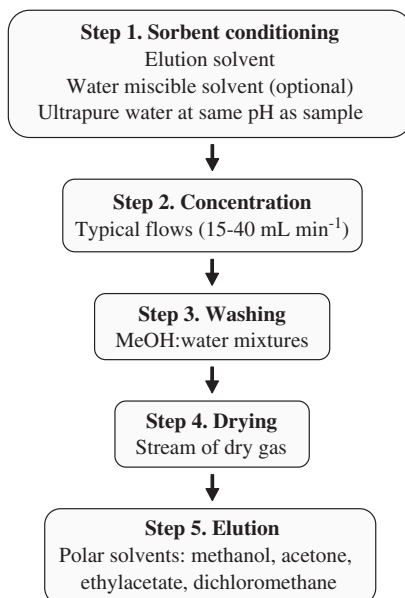 Step 1. Sorbent conditioning
Elution solvent
Water miscible solvent (optional)
Ultrapure water at same pH as sample
Step 2. Concentration
Typical flows (15-40 mL min⁻¹)
Step 3. Washing
MeOH:water mixtures
Step 4. Drying
Stream of dry gas
Step 5. Elution
Polar solvents: methanol, acetone,
ethylacetate, dichloromethane